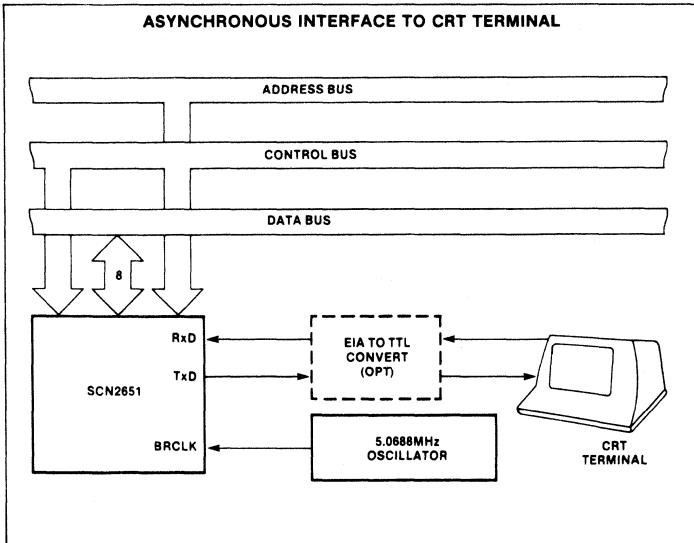 ASYNCHRONOUS INTERFACE TO CRT TERMINAL
ADDRESS BUS
CONTROL BUS
DATA BUS
8
RxD
TxD
SCN2651
BRCLK
EIA TO TTL
CONVERT
(OPT)
5.0688MHz
OSCILLATOR
CRT
TERMINAL